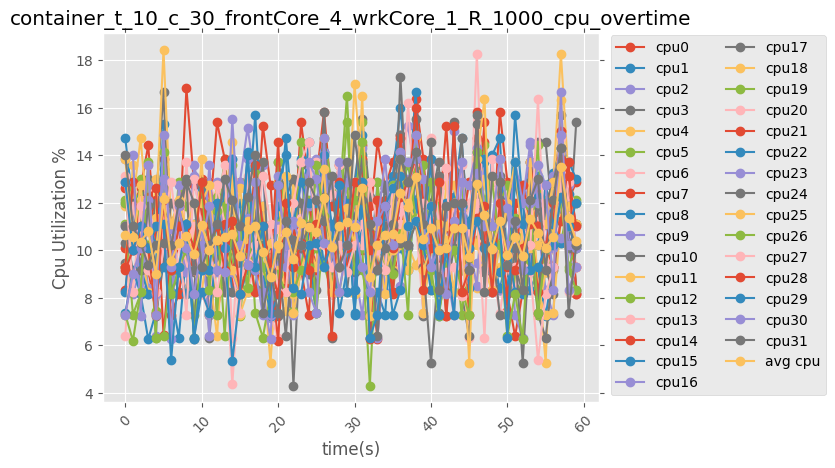 container_t_10_c_30_frontCore_4_wrkCore_1_R_1000_cpu_overtime
Cpu Utilization %
18
16
14
12
10
8
6
4
0
10
20
30
40
50
60
time(s)
cpu0
cpu1
cpu2
cpu3
cpu4
cpu5
cpu6
cpu7
cpu8
cpu9
cpu10
cpu11
cpu12
cpu13
cpu14
cpu15
cpu16
cpu17
cpu18
cpu19
cpu20
cpu21
cpu22
cpu23
cpu24
cpu25
cpu26
cpu27
cpu28
cpu29
cpu30
cpu31
avg cpu